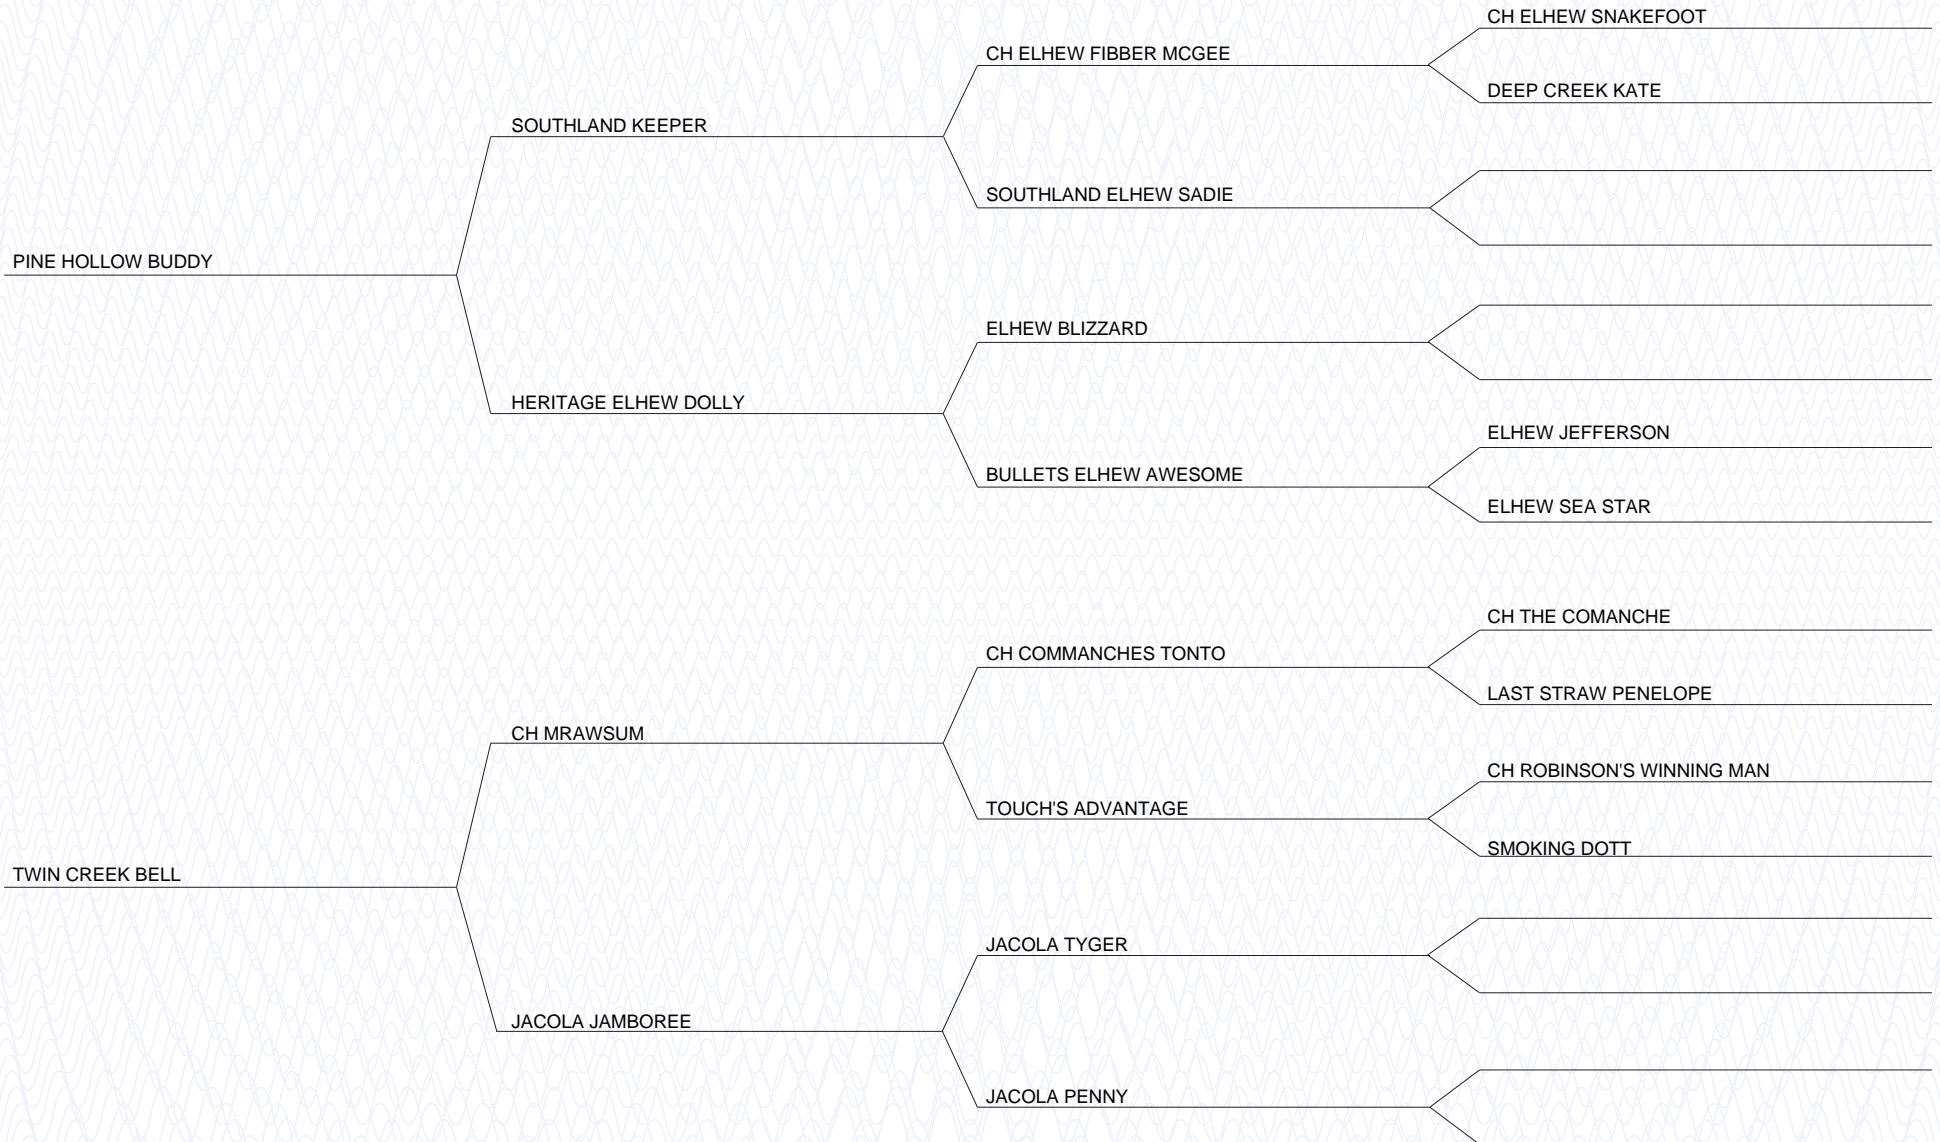 CH ELHEW SNAKEFOOT
CH ELHEW FIBBER MCGEE
DEEP CREEK KATE
SOUTHLAND KEEPER
SOUTHLAND ELHEW SADIE
PINE HOLLOW BUDDY
ELHEW BLIZZARD
HERITAGE ELHEW DOLLY
ELHEW JEFFERSON
BULLETS ELHEW AWESOME
ELHEW SEA STAR
CH THE COMANCHE
CH COMMANCHES TONTO
LAST STRAW PENELOPE
CH MRAWSUM
CH ROBINSON'S WINNING MAN
TOUCH'S ADVANTAGE
SMOKING DOTT
TWIN CREEK BELL
JACOLA TYGER
JACOLA JAMBOREE
JACOLA PENNY